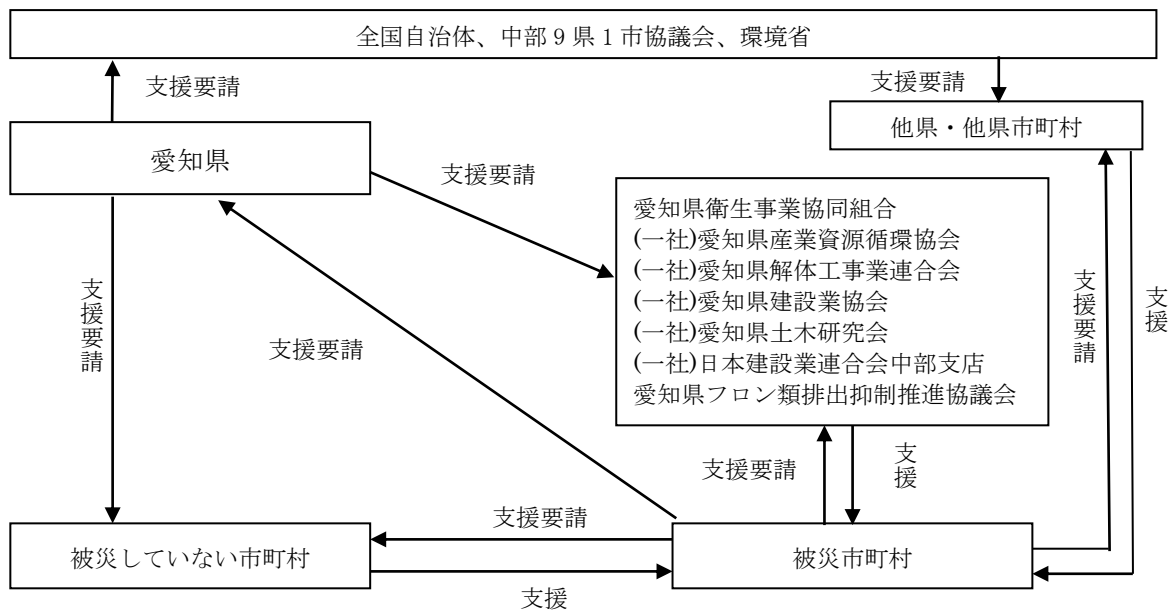 全国自治体、中部9県1市協議会、環境省
支援要請
支援要請
他県・他県市町村
愛知県
支援要請
愛知県衛生事業協同組合
(一社)愛知県産業資源循環協会
(一社)愛知県解体工事業連合会
(一社)愛知県建設業協会
(一社)愛知県土木研究会
(一社)日本建設業連合会中部支店
愛知県フロン類排出抑制推進協議会
支援要請
支援要請
支援要請
支援
支援要請
支援
支援要請
被災していない市町村
被災市町村
支援